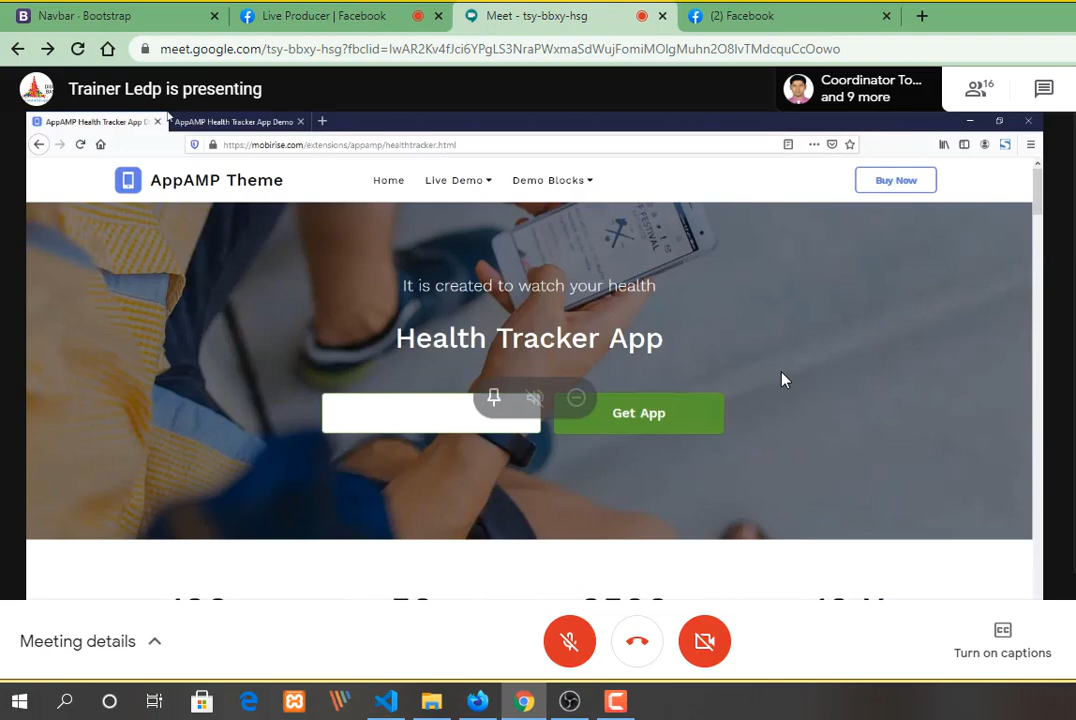 Navbar · Bootstrap
Live Producer | Facebook
Meet - tsy-bbxy-hsg
(2) Facebook
meet.google.com/tsy-bbxy-hsg?fbclid=IwAR2Kv4fJci6YPgLS3NraPWxmaSdWujFomiMOIgMuhn2O8IvTMdcquCcOowo
Trainer Ledp is presenting
Coordinator To...
and 9 more
16
AppAMP Health Tracker App D
AppAMP Health Tracker App Demo
https://mobirise.com/extensions/appamp/healthtracker.html
AppAMP Theme
Home
Live Demo
Demo Blocks
Buy Now
It is created to watch your health
Health Tracker App
Get App
Meeting details
Turn on captions